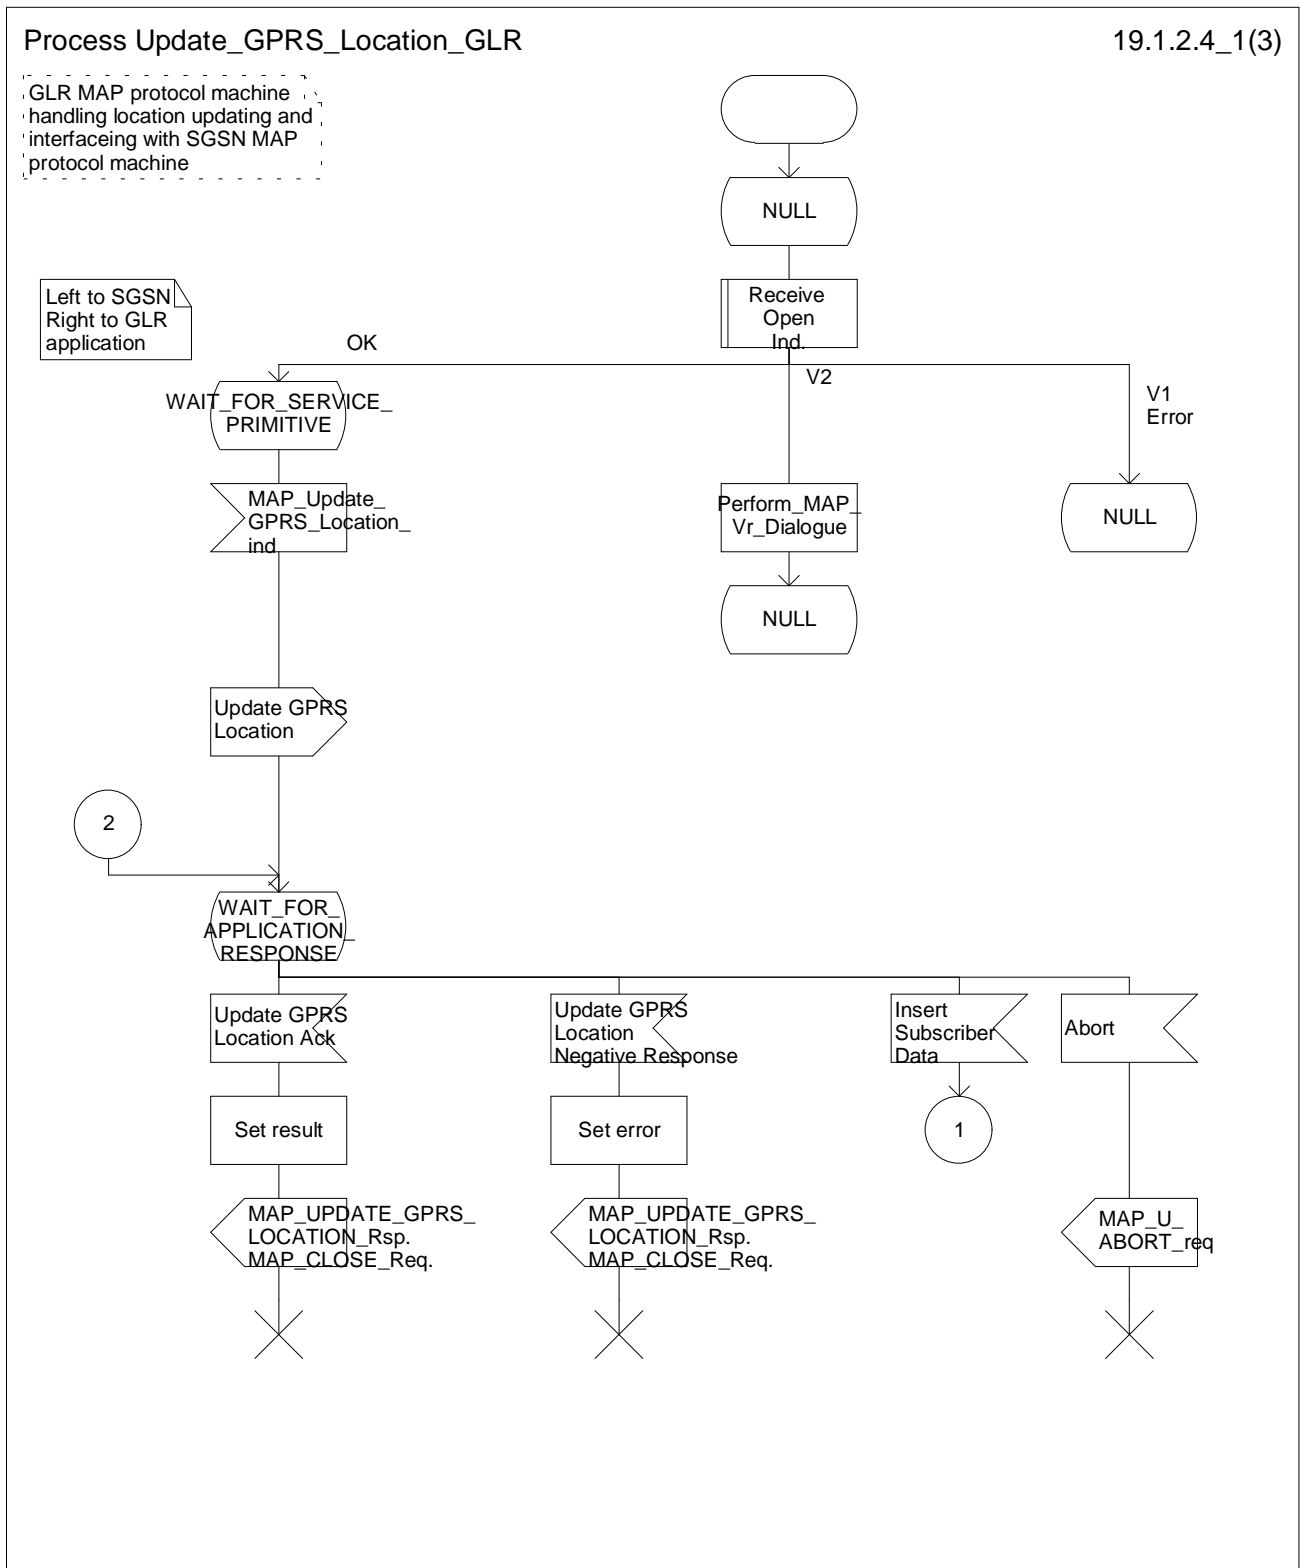 Process Update_GPRS_Location_GLR
19.1.2.4_1(3)
GLR MAP protocol machine
handling location updating and
interfaceing with SGSN MAP
protocol machine
NULL
Left to SGSN
Right to GLR
application
Receive
Open
Ind.
OK
V2
V1
Error
WAIT_FOR_SERVICE_
PRIMITIVE
MAP_Update_
GPRS_Location_
ind
Perform_MAP_
Vr_Dialogue
NULL
NULL
Update GPRS
Location
2
WAIT_FOR_
APPLICATION_
RESPONSE
Update GPRS
Location Ack
Update GPRS
Location
Negative Response
Insert
Subscriber
Data
Abort
Set result
Set error
1
MAP_UPDATE_GPRS_
LOCATION_Rsp.
MAP_CLOSE_Req.
MAP_UPDATE_GPRS_
LOCATION_Rsp.
MAP_CLOSE_Req.
MAP_U_
ABORT_req